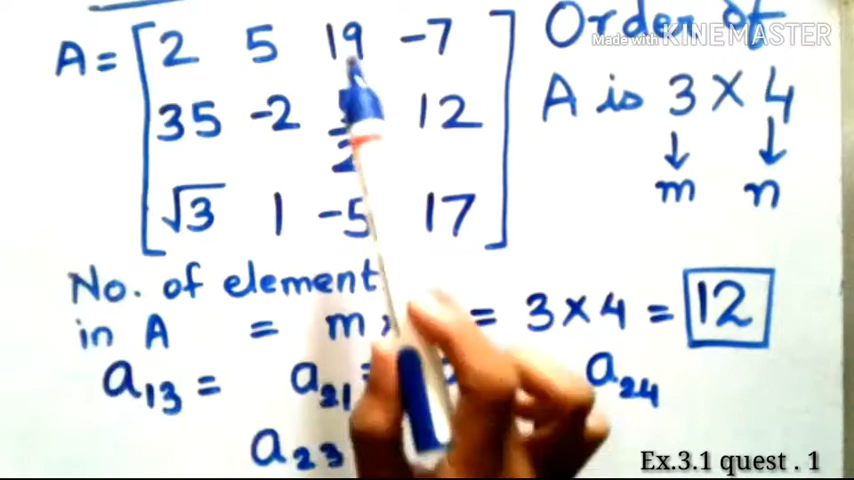 A = 2 5 19 -7 Order of
35 -2 12 A is 3 × 4
√3 1 -5 17 m n
No. of element
in A = m = 3 × 4 = 12
a13 = a21 = a24
a23
Made with KINEMASTER
Ex.3.1 quest . 1